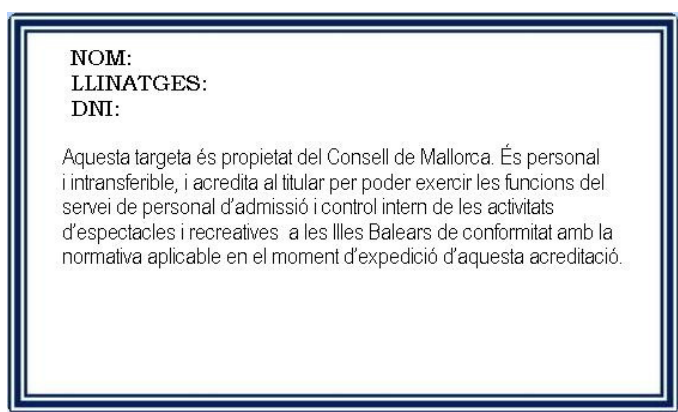 NOM:
LLINATGES:
DNI:
Aquesta targeta és propietat del Consell de Mallorca. És personal
i intransferible, i acredita al titular per poder exercir les funcions del
servei de personal d'admissió i control intern de les activitats
d'espectacles i recreatives a les Illes Balears de conformitat amb la
normativa aplicable en el moment d'expedició d'aquesta acreditació.